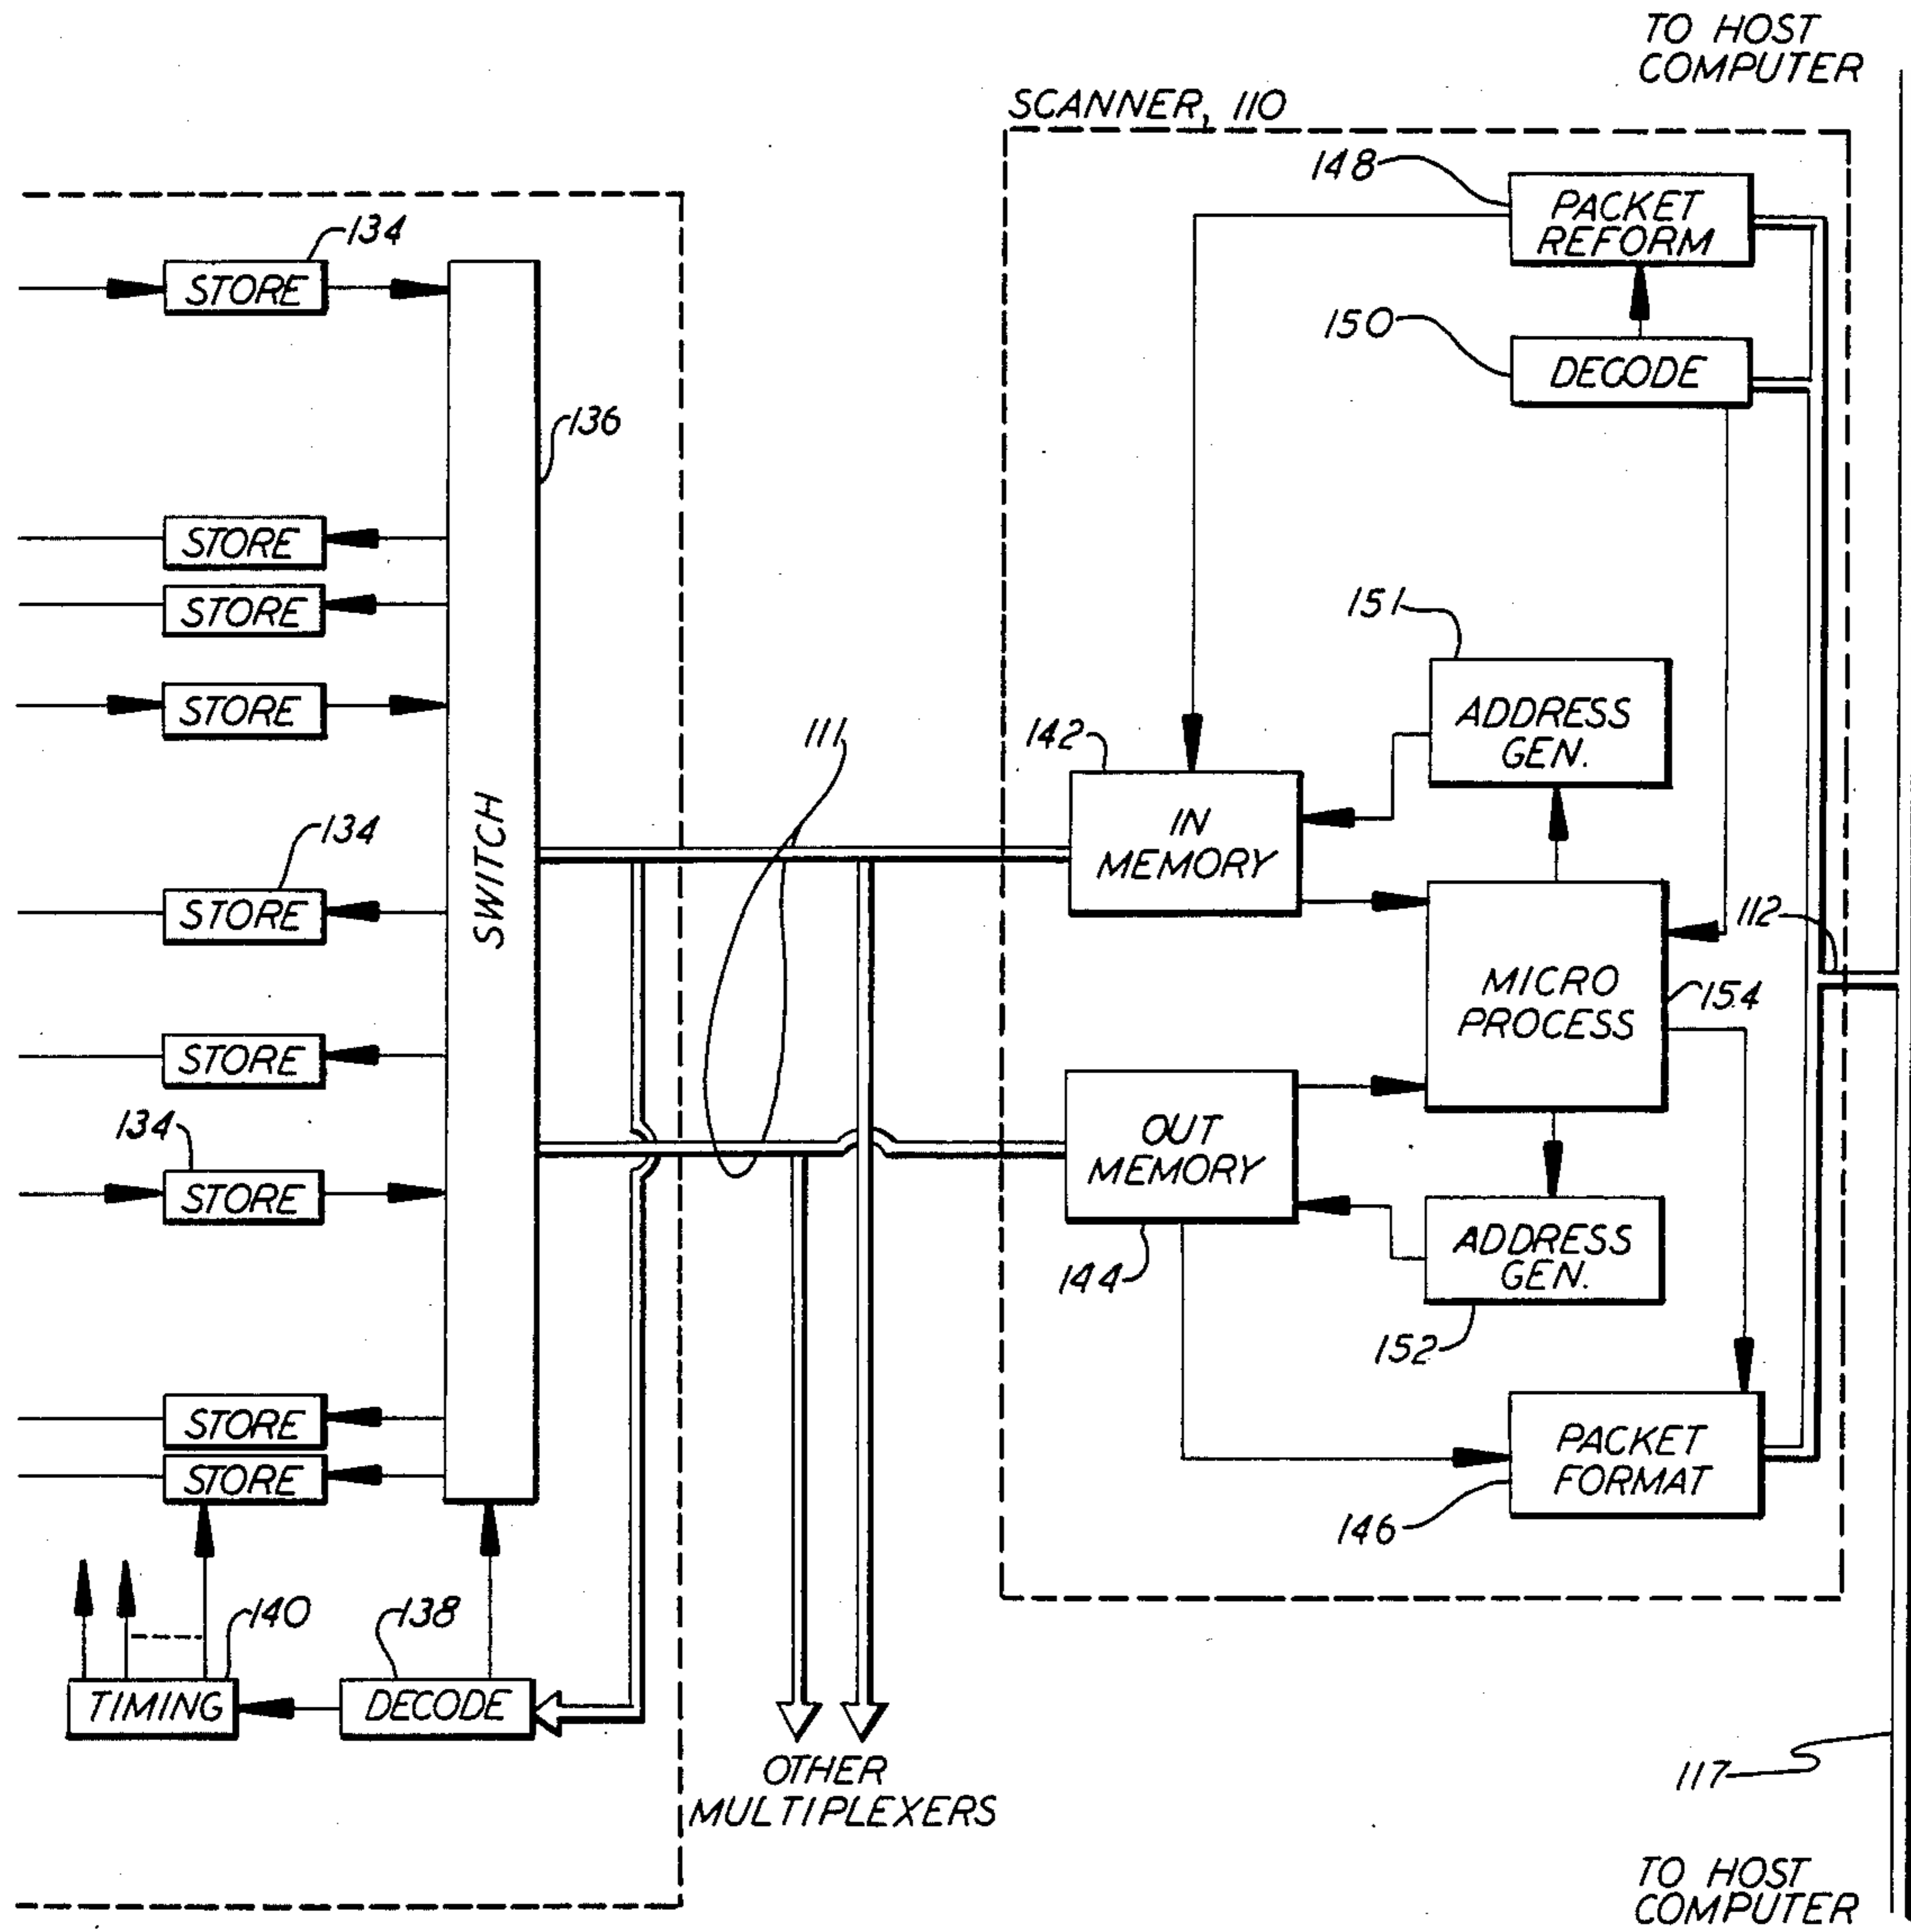 TO HOST
COMPUTER
SCANNER, 110
148
PACKET
REFORM
134
STORE
150
DECODE
136
STORE
STORE
151
STORE
ADDRESS
GEN.
111
142
IN
MEMORY
SWITCH
134
STORE
112
MICRO
PROCESS
154
STORE
134
STORE
OUT
MEMORY
144
ADDRESS
GEN.
152
STORE
STORE
PACKET
FORMAT
146
140
138
TIMING
DECODE
OTHER
MULTIPLEXERS
117
TO HOST
COMPUTER